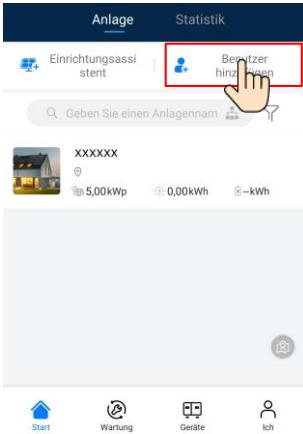 Anlage Statistik
Einrichtungsassi
stent
Benutzer
hinzufügen
Geben Sie einen Anlagennam
XXXXXX
5,00kWp 0,00kWh --kWh
Start Wartung Geräte Ich